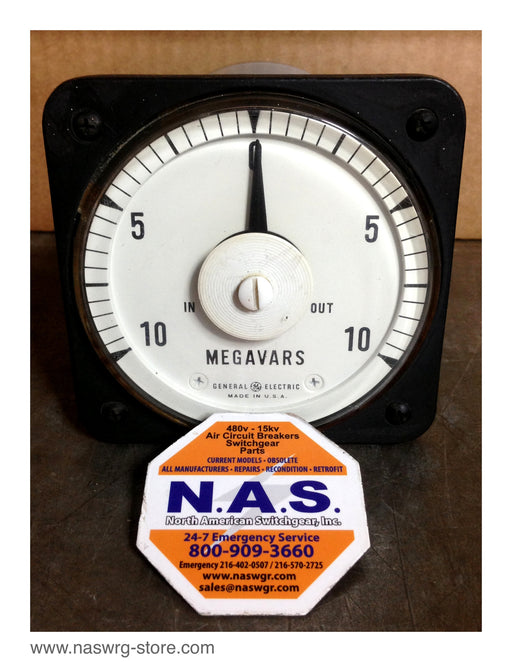 0
5 5
IN OUT
10 10
MEGAVARS
GENERAL GE ELECTRIC
MADE IN U.S.A.
480v - 15kv
Air Circuit Breakers
Switchgear
Parts
CURRENT MODELS • OBSOLETE
ALL MANUFACTURERS • REPAIRS • RECONDITION • RETROFIT
N.A.S.
North American Switchgear, Inc.
24-7 Emergency Service
800-909-3660
Emergency 216-402-0507 / 216-570-2725
www.naswgr.com
sales@naswgr.com
www.naswrg-store.com